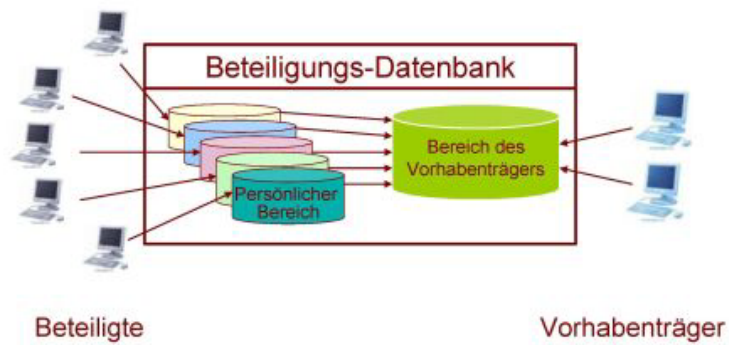 Beteiligungs-Datenbank
Bereich des
Vorhabenträgers
Persönlicher
Bereich
Beteiligte
Vorhabenträger